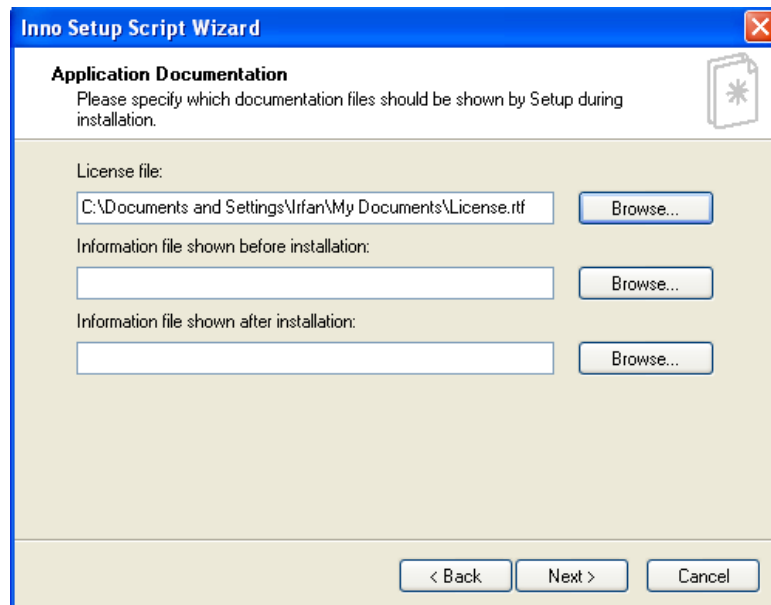 Inno Setup Script Wizard
Application Documentation
Please specify which documentation files should be shown by Setup during
installation.
License file:
C:\Documents and Settings\Irfan\My Documents\License.rtf
Browse...
Information file shown before installation:
Browse...
Information file shown after installation:
Browse...
< Back
Next >
Cancel